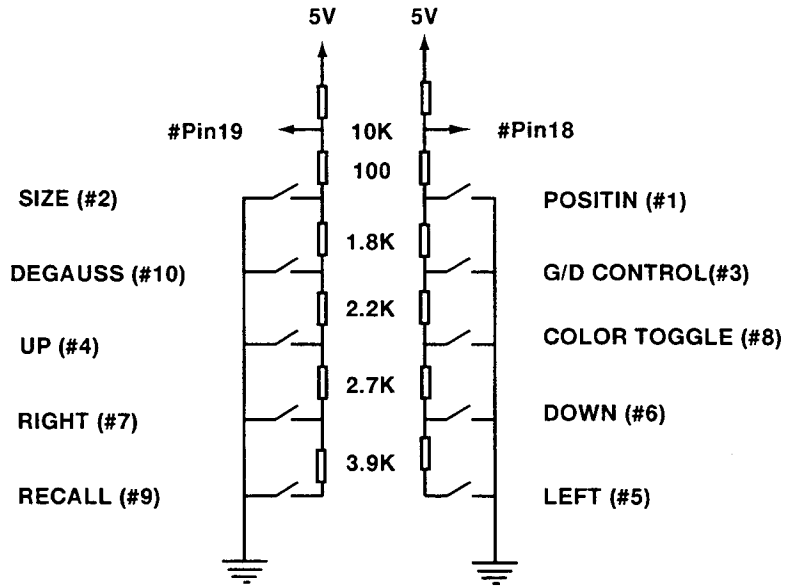 5V 5V
#Pin19 10K #Pin18
100
SIZE (#2) POSITIN (#1)
1.8K
DEGAUSS (#10) G/D CONTROL(#3)
2.2K
UP (#4) COLOR TOGGLE (#8)
2.7K
RIGHT (#7) DOWN (#6)
3.9K
RECALL (#9) LEFT (#5)